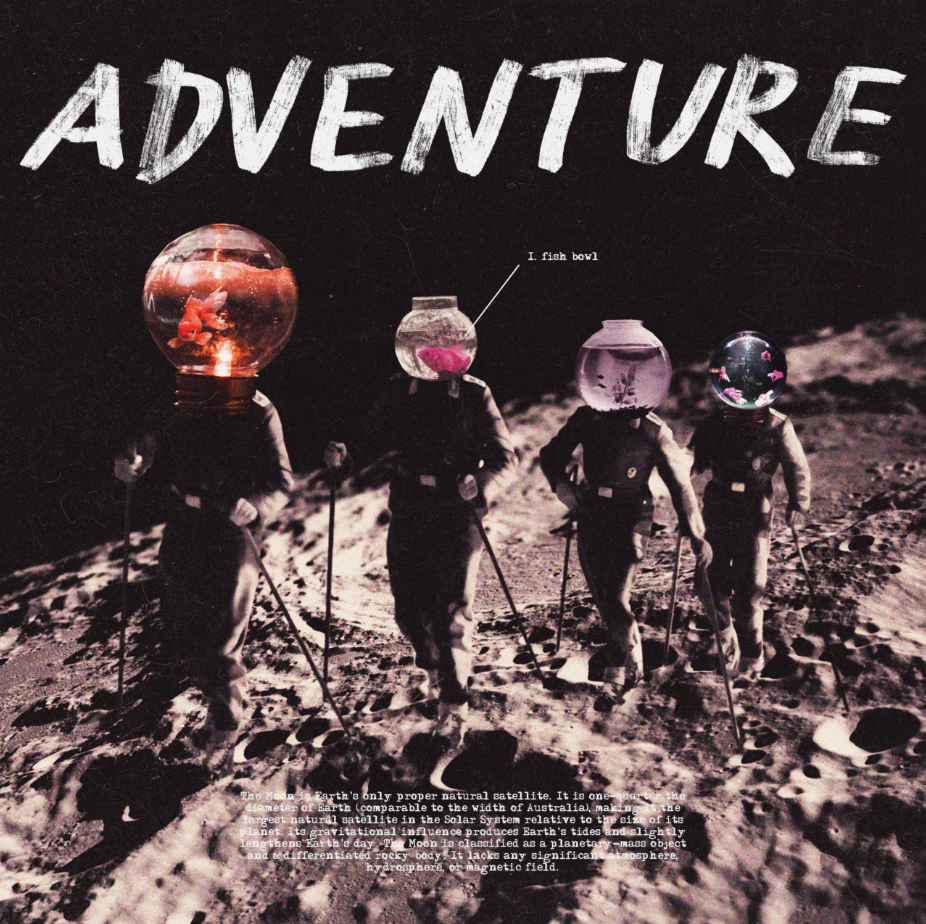 ADVENTURE
I. fish bowl
The Moon is Earth's only proper natural satellite. It is one-quarter the
diameter of Earth (comparable to the width of Australia), making it the
largest natural satellite in the Solar System relative to the size of its
planet. Its gravitational influence produces Earth's tides and slightly
lengthens Earth's day. The Moon is classified as a planetary-mass object
and a differentiated rocky body. It lacks any significant atmosphere,
hydrosphere, or magnetic field.